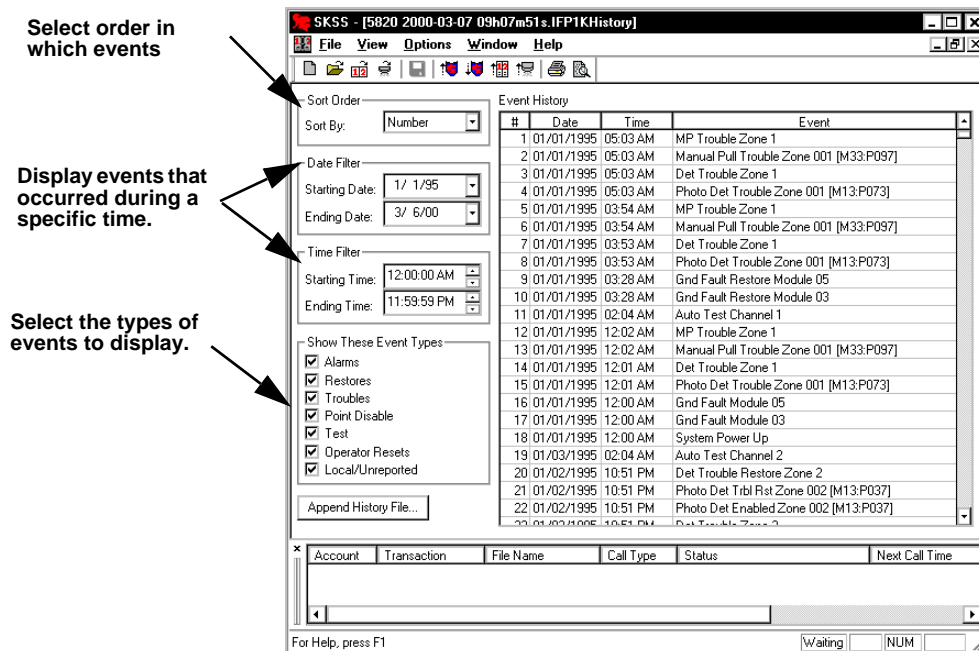 Select order in
which events
Display events that
occurred during a
specific time.
Select the types of
events to display.
SKSS - [5820 2000-03-07 09h07m51s.IFP1KHistory]
File View Options Window Help
Sort Order
Sort By: Number
Date Filter
Starting Date: 1/ 1/95
Ending Date: 3/ 6/00
Time Filter
Starting Time: 12:00:00 AM
Ending Time: 11:59:59 PM
Show These Event Types
Alarms
Restores
Troubles
Point Disable
Test
Operator Resets
Local/Unreported
Append History File...
Event History
# Date Time Event
1 01/01/1995 05:03 AM MP Trouble Zone 1
2 01/01/1995 05:03 AM Manual Pull Trouble Zone 001 [M33:P097]
3 01/01/1995 05:03 AM Det Trouble Zone 1
4 01/01/1995 05:03 AM Photo Det Trouble Zone 001 [M13:P073]
5 01/01/1995 03:54 AM MP Trouble Zone 1
6 01/01/1995 03:54 AM Manual Pull Trouble Zone 001 [M33:P097]
7 01/01/1995 03:53 AM Det Trouble Zone 1
8 01/01/1995 03:53 AM Photo Det Trouble Zone 001 [M13:P073]
9 01/01/1995 03:28 AM Gnd Fault Restore Module 05
10 01/01/1995 03:28 AM Gnd Fault Restore Module 03
11 01/01/1995 02:04 AM Auto Test Channel 1
12 01/01/1995 12:02 AM MP Trouble Zone 1
13 01/01/1995 12:02 AM Manual Pull Trouble Zone 001 [M33:P097]
14 01/01/1995 12:01 AM Det Trouble Zone 1
15 01/01/1995 12:01 AM Photo Det Trouble Zone 001 [M13:P073]
16 01/01/1995 12:00 AM Gnd Fault Module 05
17 01/01/1995 12:00 AM Gnd Fault Module 03
18 01/01/1995 12:00 AM System Power Up
19 01/03/1995 02:04 AM Auto Test Channel 2
20 01/02/1995 10:51 PM Det Trouble Restore Zone 2
21 01/02/1995 10:51 PM Photo Det Trbl Rst Zone 002 [M13:P037]
22 01/02/1995 10:51 PM Photo Det Enabled Zone 002 [M13:P037]
Account Transaction File Name Call Type Status Next Call Time
For Help, press F1
Waiting NUM